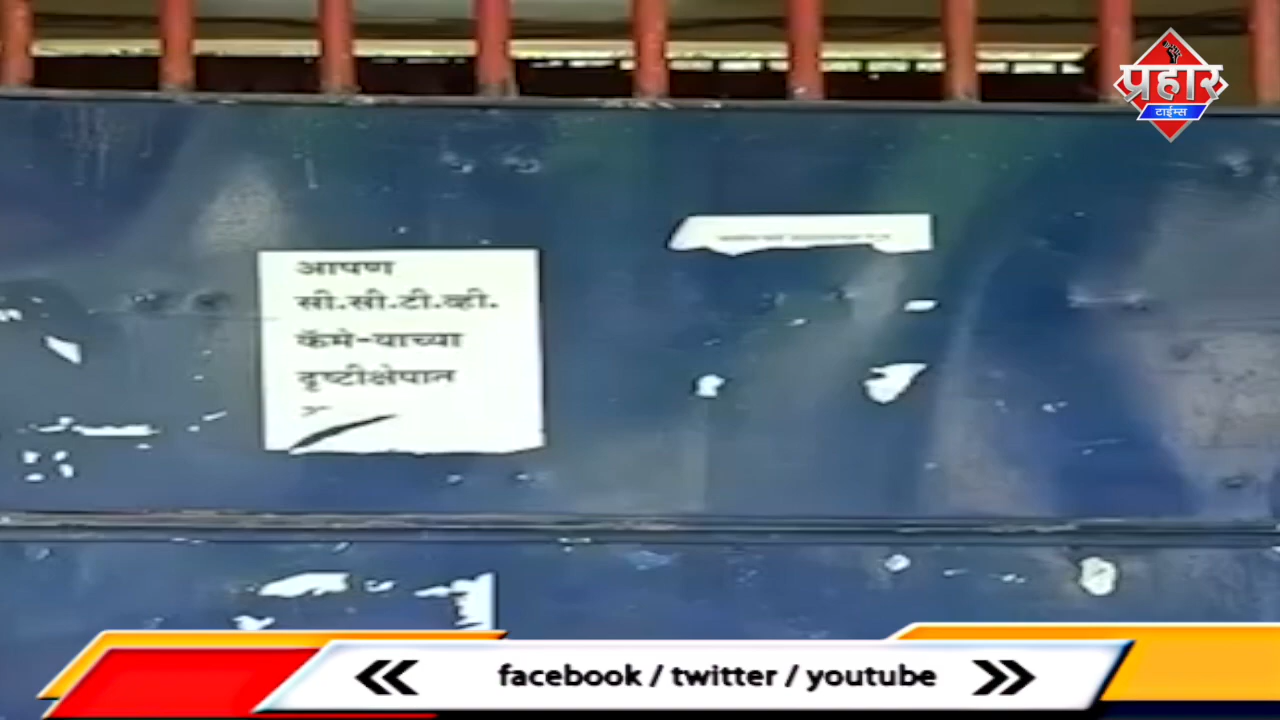 प्रहार
टाईम्स
आपण
सी.सी.टी.व्ही.
कॅमे-याच्या
दृष्टीक्षेपात
facebook / twitter / youtube